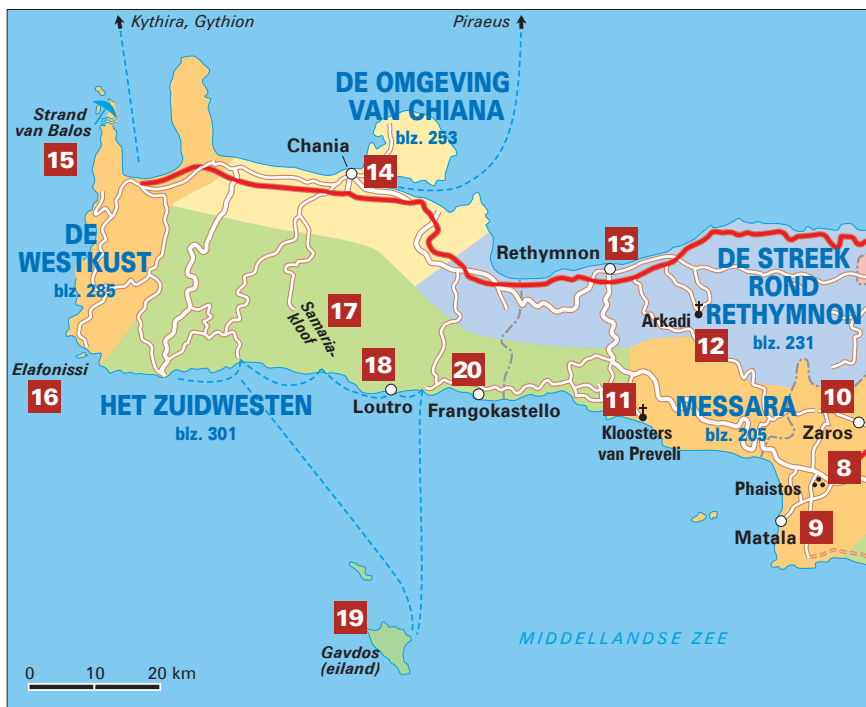 Kythira, Gythion
Piraeus
DE OMGEVING
VAN CHIANA
blz. 253
Strand
van Balos
15
Chania
14
DE
WESTKUST
blz. 285
Rethymnon
13
DE STREEK
ROND
RETHYMNON
blz. 231
Arkadi
12
17
Samaria-
kloof
Elafonissi
16
HET ZUIDWESTEN
blz. 301
18
Loutro
20
Frangokastello
11
Kloosters
van Preveli
MESSARA
blz. 205
10
Zaros
8
Phaistos
Matala
9
19
Gavdos
(eiland)
MIDDELLANDSE ZEE
0 10 20 km